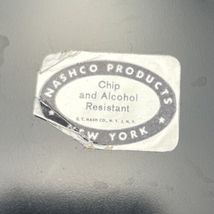 NASHCO PRODUCTS
Chip
and Alcohol
Resistant
NEW YORK